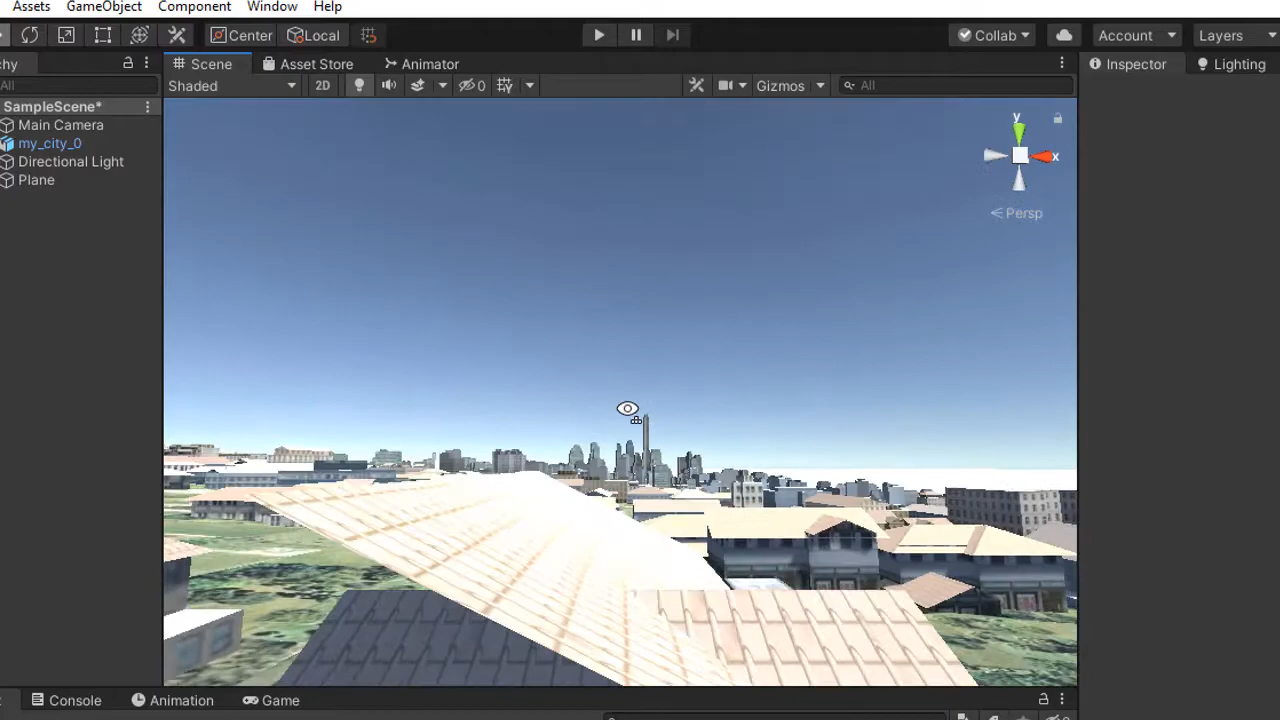 Assets GameObject Component Window Help
Center Local Collab Account Layers
hy Scene Asset Store Animator Inspector Lighting
All Shaded 2D 0 Gizmos All
SampleScene*
Main Camera
my_city_0
Directional Light
Plane
y
x
Persp
Console Animation Game